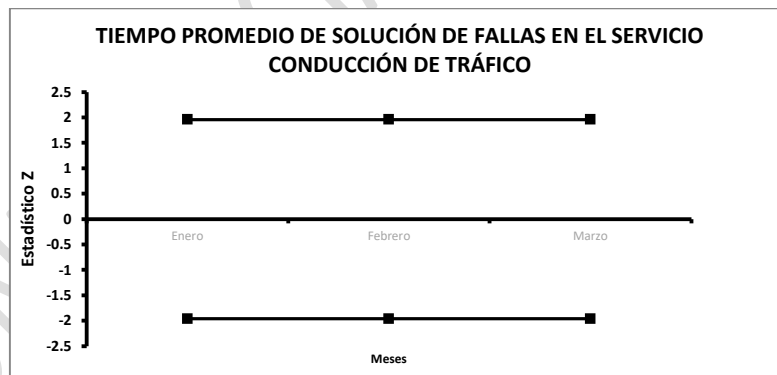 TIEMPO PROMEDIO DE SOLUCIÓN DE FALLAS EN EL SERVICIO
CONDUCCIÓN DE TRÁFICO
Estadístico Z
2.5
2
1.5
1
0.5
0
-0.5
-1
-1.5
-2
-2.5
Enero Febrero Marzo
Meses